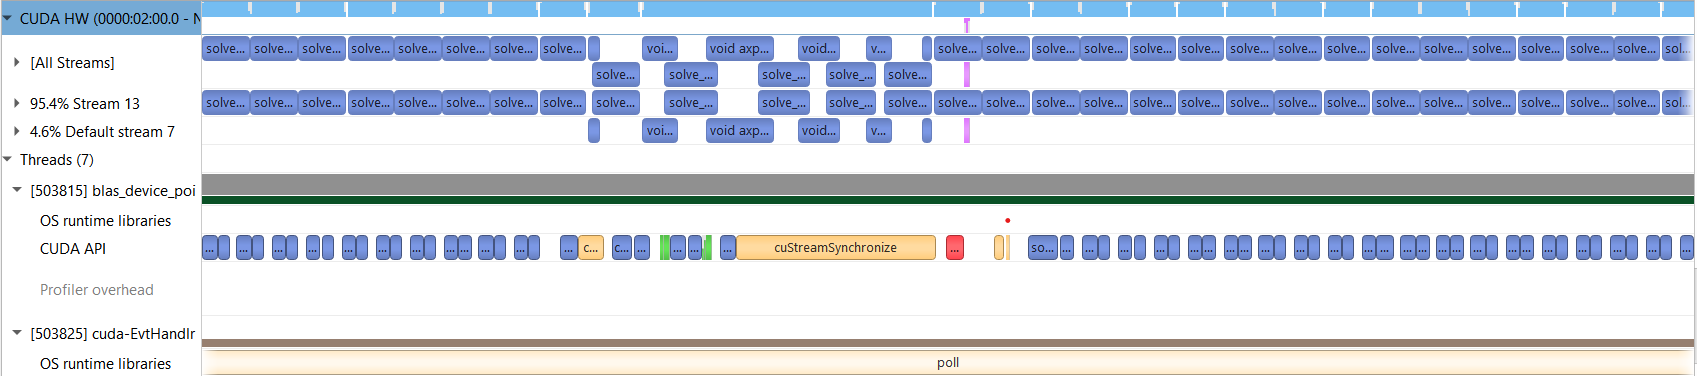 CUDA HW (0000:02:00.0 - N
[All Streams] solve... solve... solve... solve... solve... solve... solve... solve... voi... void axp... void... v... solve... solve... solve... solve... solve... solve... solve... solve... solve... solve... solve... solve... solve... solve... solve... sol...
solve... solve_... solve_... solve_... solve...
95.4% Stream 13 solve... solve... solve... solve... solve... solve... solve... solve... solve... solve_... solve_... solve_... solve... solve... solve... solve... solve... solve... solve... solve... solve... solve... solve... solve... solve... solve... solve... solve... sol...
4.6% Default stream 7 voi... void axp... void... v...
Threads (7)
[503815] blas_device_poi
OS runtime libraries
CUDA API ... ... ... ... ... ... ... ... ... ... ... ... ... ... ... ... ... ... ... ... ... c... c... ... ... ... ... cuStreamSynchronize ... so... ... ... ... ... ... ... ... ... ... ... ... ... ... ... ... ... ... ... ... ... ... ... ... ... ... ... ... ... ... ... ... ... ... ... ... ...
Profiler overhead
[503825] cuda-EvtHandlr
OS runtime libraries poll